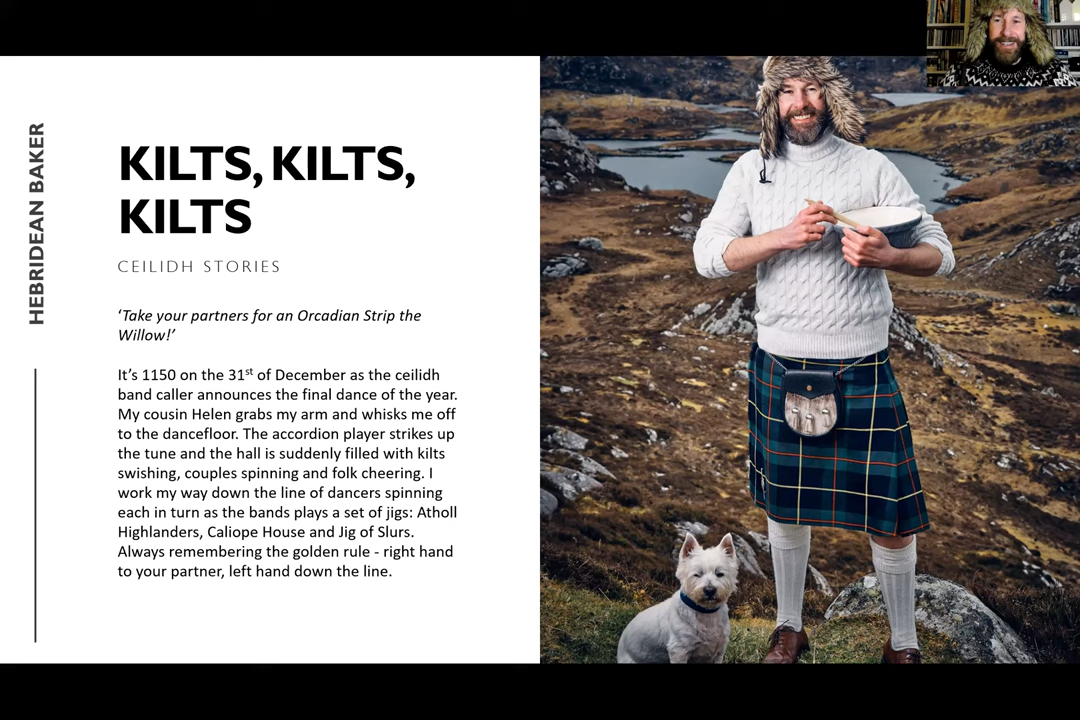 HEBRIDEAN BAKER
KILTS, KILTS,
KILTS
CEILIDH STORIES
‘Take your partners for an Orcadian Strip the
Willow!’
It’s 1150 on the 31st of December as the ceilidh
band caller announces the final dance of the year.
My cousin Helen grabs my arm and whisks me off
to the dancefloor. The accordion player strikes up
the tune and the hall is suddenly filled with kilts
swishing, couples spinning and folk cheering. I
work my way down the line of dancers spinning
each in turn as the bands plays a set of jigs: Atholl
Highlanders, Caliope House and Jig of Slurs.
Always remembering the golden rule - right hand
to your partner, left hand down the line.